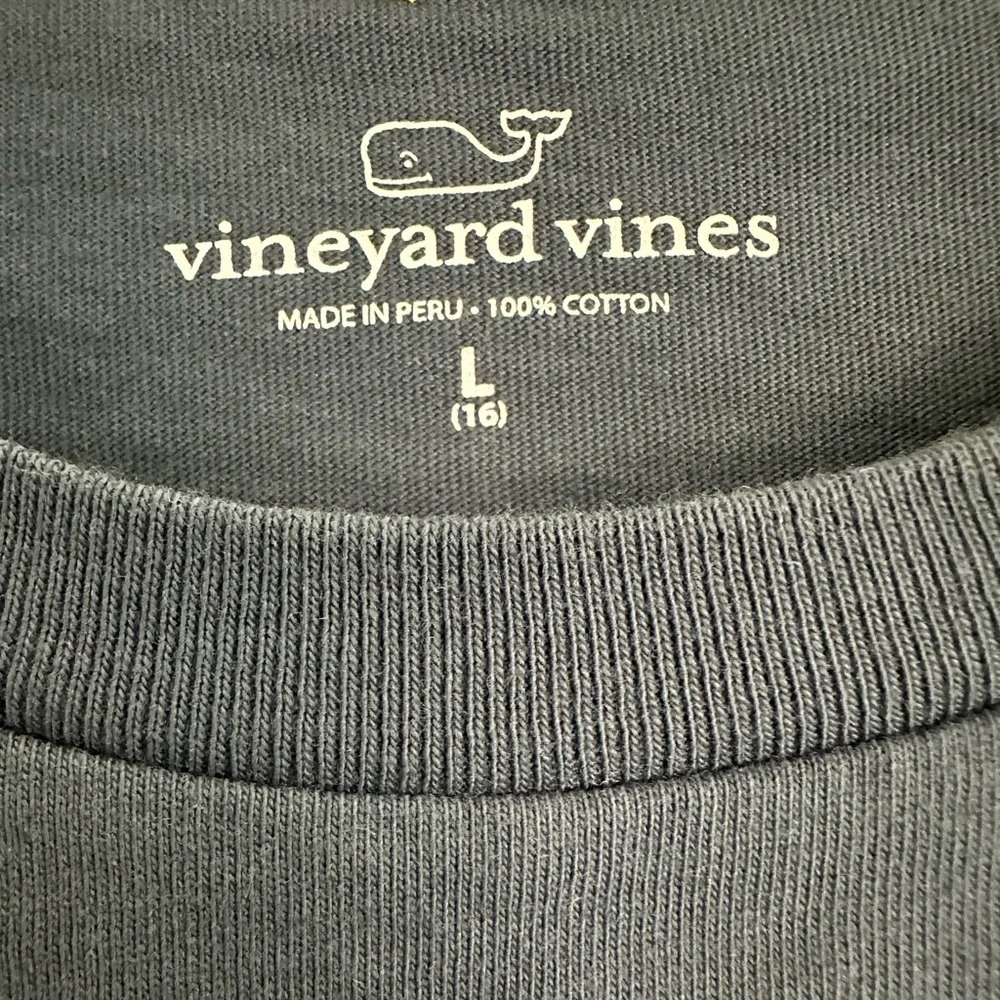 vineyard vines
MADE IN PERU • 100% COTTON
L
(16)